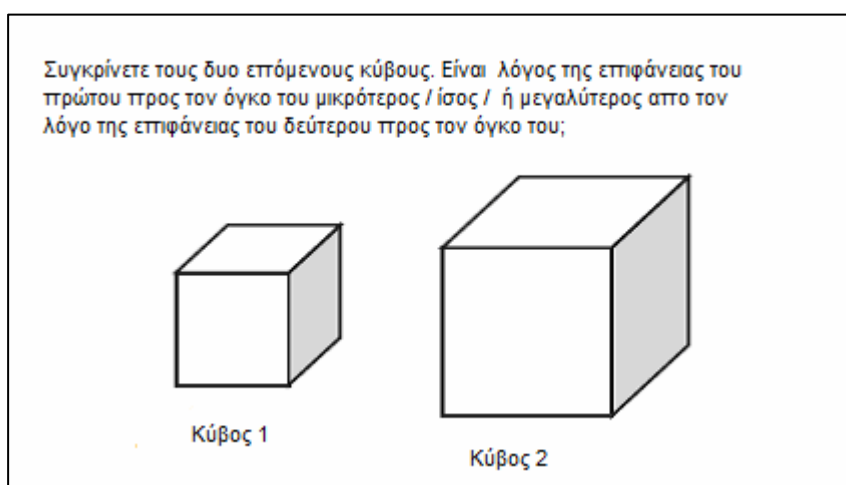 Συγκρίνετε τους δυο επόμενους κύβους. Είναι λόγος της επιφάνειας του
πρώτου προς τον όγκο του μικρότερος / ίσος / ή μεγαλύτερος απο τον
λόγο της επιφάνειας του δεύτερου προς τον όγκο του;
Κύβος 1
Κύβος 2